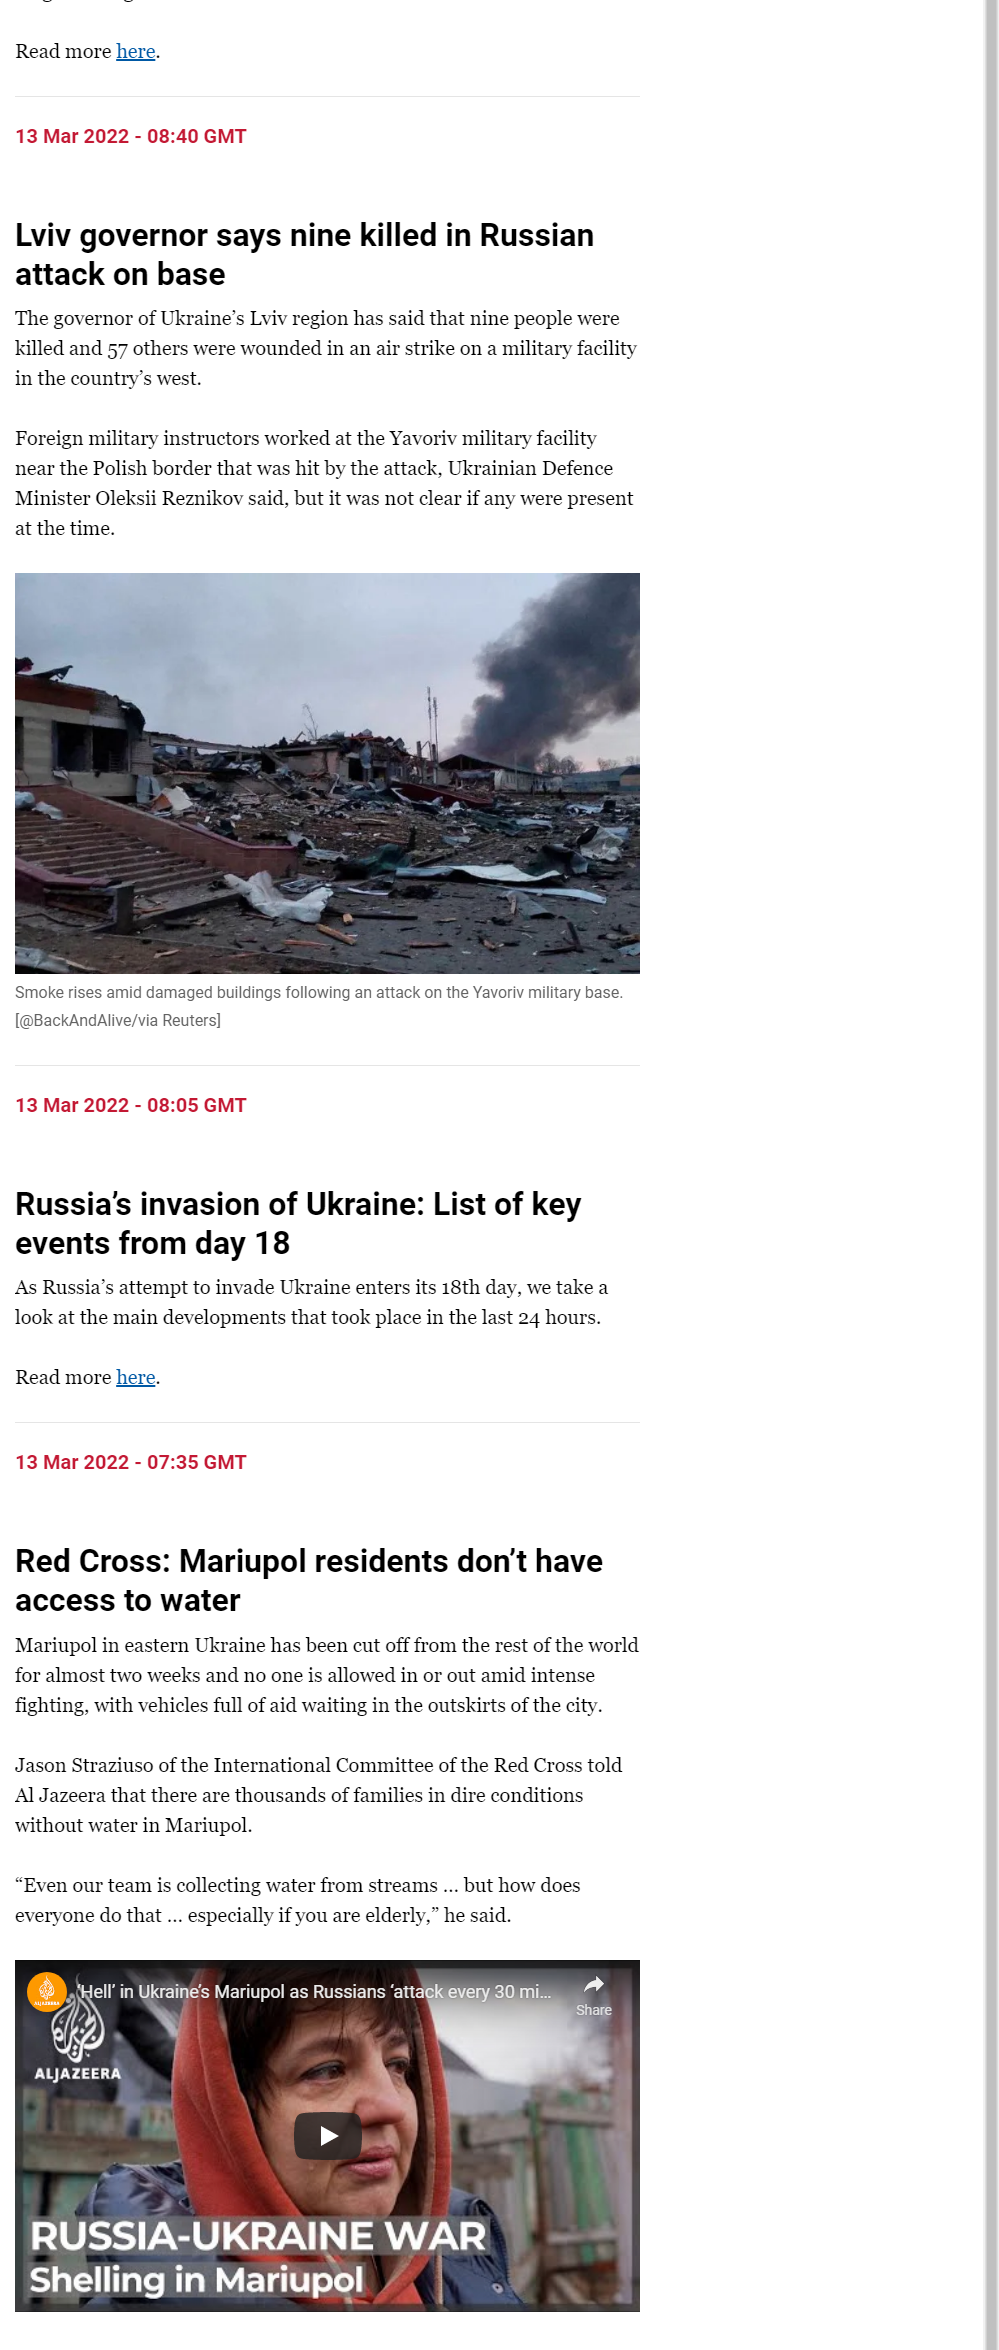 Read more here.
13 Mar 2022 - 08:40 GMT
Lviv governor says nine killed in Russian
attack on base
The governor of Ukraine’s Lviv region has said that nine people were
killed and 57 others were wounded in an air strike on a military facility
in the country’s west.
Foreign military instructors worked at the Yavoriv military facility
near the Polish border that was hit by the attack, Ukrainian Defence
Minister Oleksii Reznikov said, but it was not clear if any were present
at the time.
Smoke rises amid damaged buildings following an attack on the Yavoriv military base.
[@BackAndAlive/via Reuters]
13 Mar 2022 - 08:05 GMT
Russia’s invasion of Ukraine: List of key
events from day 18
As Russia’s attempt to invade Ukraine enters its 18th day, we take a
look at the main developments that took place in the last 24 hours.
Read more here.
13 Mar 2022 - 07:35 GMT
Red Cross: Mariupol residents don’t have
access to water
Mariupol in eastern Ukraine has been cut off from the rest of the world
for almost two weeks and no one is allowed in or out amid intense
fighting, with vehicles full of aid waiting in the outskirts of the city.
Jason Straziuso of the International Committee of the Red Cross told
Al Jazeera that there are thousands of families in dire conditions
without water in Mariupol.
“Even our team is collecting water from streams … but how does
everyone do that … especially if you are elderly,” he said.
‘Hell’ in Ukraine’s Mariupol as Russians ‘attack every 30 mi...
Share
ALJAZEERA
RUSSIA-UKRAINE WAR
Shelling in Mariupol